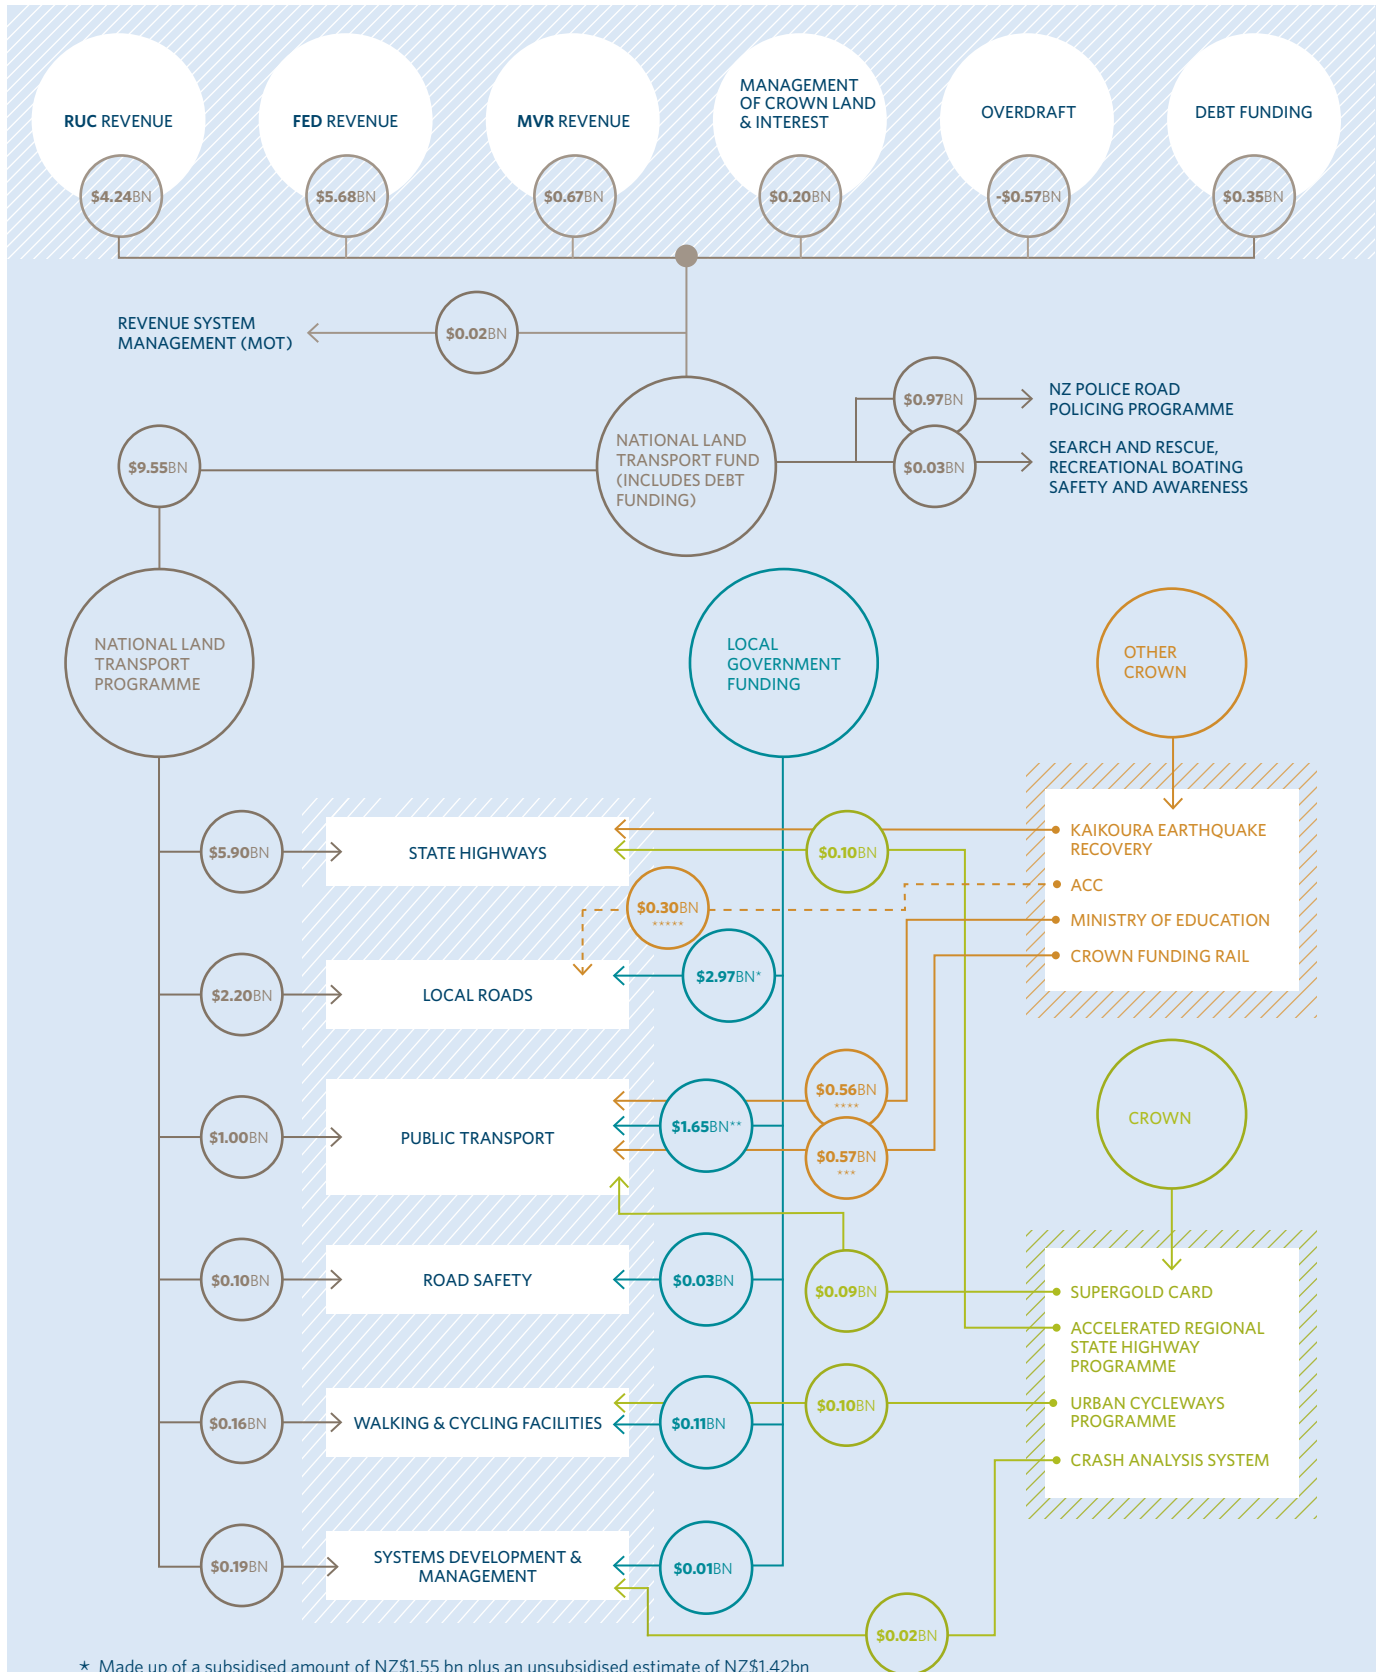 RUC REVENUE
$4.24BN
FED REVENUE
$5.68BN
MVR REVENUE
$0.67BN
MANAGEMENT
OF CROWN LAND
& INTEREST
$0.20BN
OVERDRAFT
-$0.57BN
DEBT FUNDING
$0.35BN
REVENUE SYSTEM
MANAGEMENT (MOT)
$0.02BN
$9.55BN
NATIONAL LAND
TRANSPORT FUND
(INCLUDES DEBT
FUNDING)
$0.97BN
NZ POLICE ROAD
POLICING PROGRAMME
$0.03BN
SEARCH AND RESCUE,
RECREATIONAL BOATING
SAFETY AND AWARENESS
NATIONAL LAND
TRANSPORT
PROGRAMME
LOCAL
GOVERNMENT
FUNDING
OTHER
CROWN
$5.90BN
STATE HIGHWAYS
$0.10BN
KAIKOURA EARTHQUAKE
RECOVERY
ACC
MINISTRY OF EDUCATION
CROWN FUNDING RAIL
$0.30BN
*****
$2.20BN
LOCAL ROADS
$2.97BN*
$1.00BN
PUBLIC TRANSPORT
$1.65BN**
$0.56BN
****
$0.57BN
***
CROWN
$0.10BN
ROAD SAFETY
$0.03BN
$0.09BN
SUPERGOLD CARD
ACCELERATED REGIONAL
STATE HIGHWAY
PROGRAMME
URBAN CYCLEWAYS
PROGRAMME
CRASH ANALYSIS SYSTEM
$0.16BN
WALKING & CYCLING FACILITIES
$0.11BN
$0.10BN
$0.19BN
SYSTEMS DEVELOPMENT &
MANAGEMENT
$0.01BN
$0.02BN
* Made up of a subsidised amount of NZ$1.55 bn plus an unsubsidised estimate of NZ$1.42bn